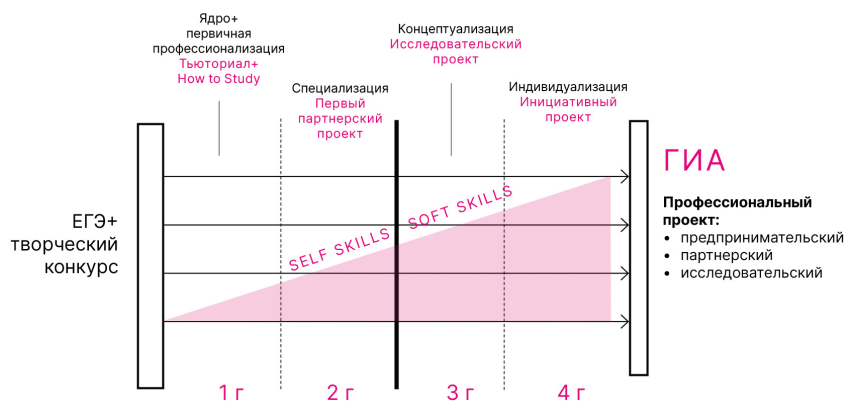 Ядро+
первичная
профессионализация
Тьюториал+
How to Study
Специализация
Первый
партнерский
проект
Концептуализация
Исследовательский
проект
Индивидуализация
Инициативный
проект
ЕГЭ+
творческий
конкурс
SELF SKILLS
SOFT SKILLS
ГИА
Профессиональный
проект:
• предпринимательский
• партнерский
• исследовательский
1 г
2 г
3 г
4 г